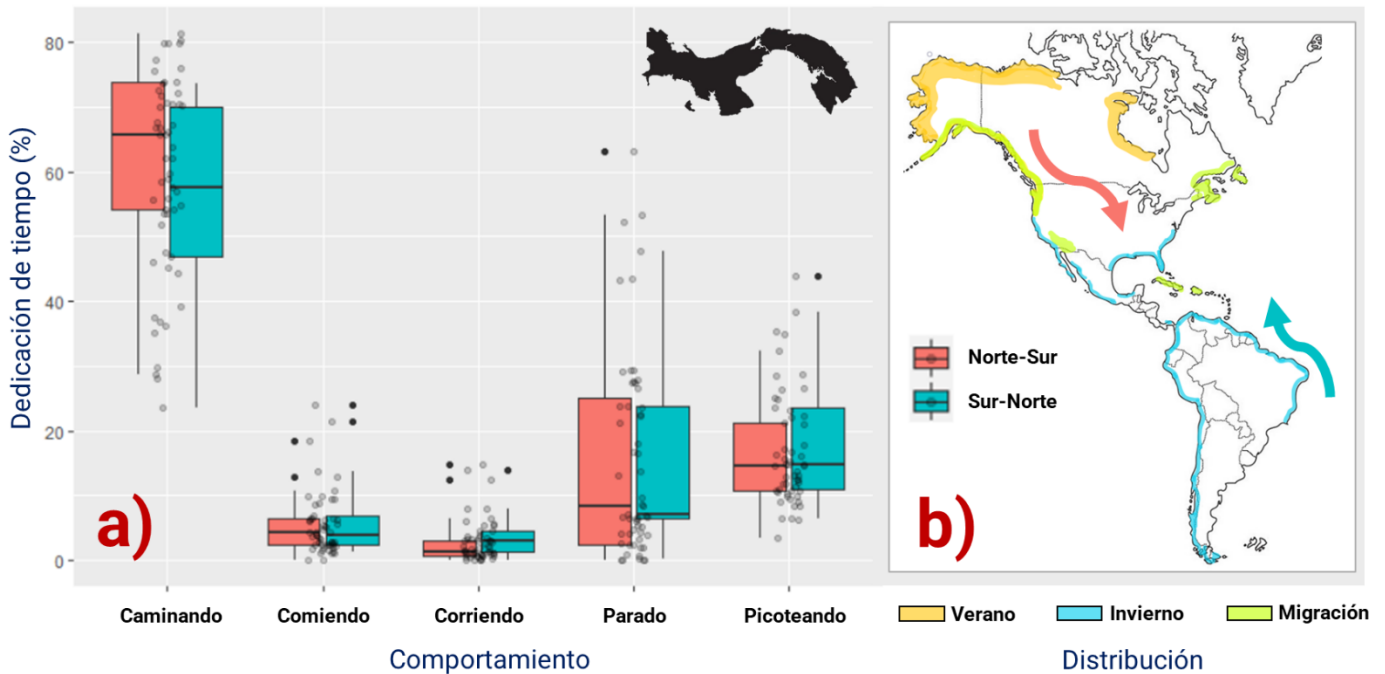 Dedicación de tiempo (%)
80
60
40
20
0
a)
Caminando
Comiendo
Corriendo
Parado
Picoteando
Comportamiento
Norte-Sur
Sur-Norte
b)
Verano
Invierno
Migración
Distribución